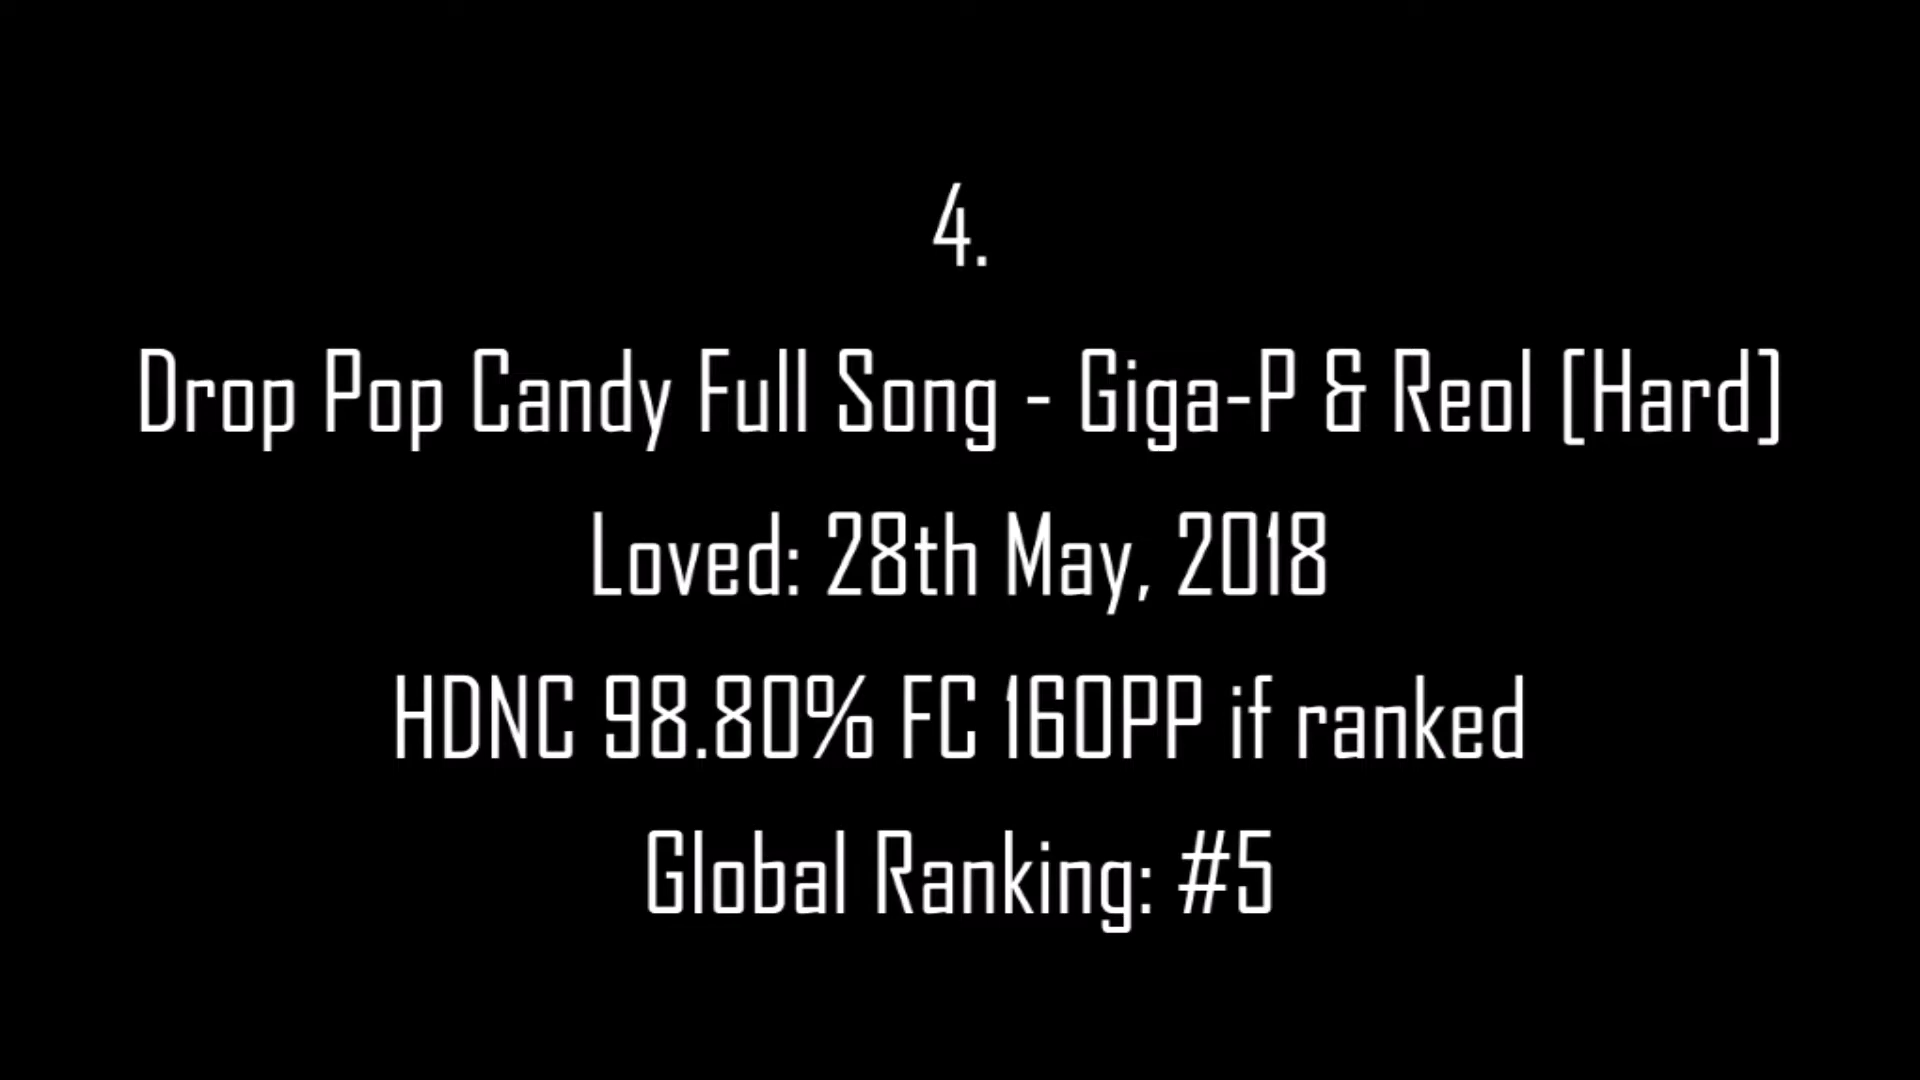 4.
Drop Pop Candy Full Song - Giga-P & Reol [Hard]
Loved: 28th May, 2018
HDNC 98.80% FC 160PP if ranked
Global Ranking: #5